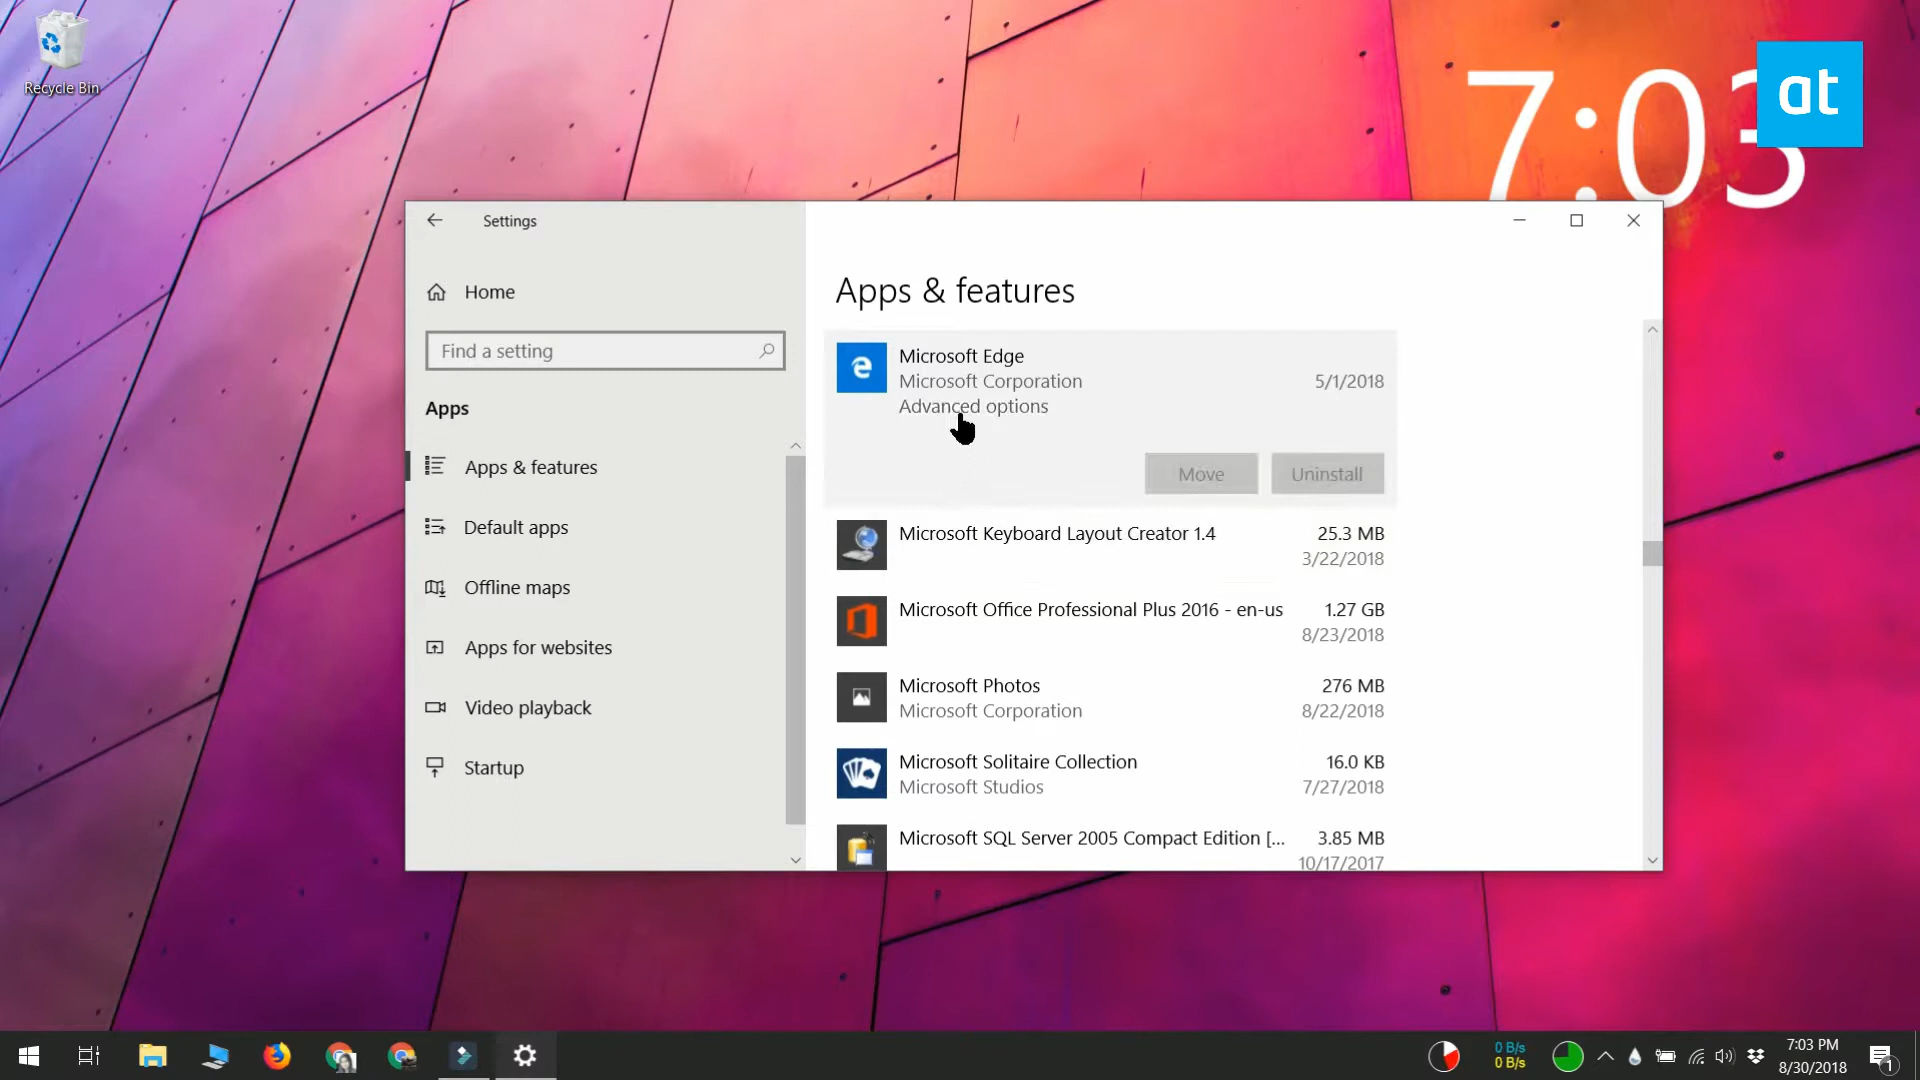 Recycle Bin
7:03
at
Settings
Home
Find a setting
Apps
Apps & features
Default apps
Offline maps
Apps for websites
Video playback
Startup
Apps & features
Microsoft Edge
Microsoft Corporation
5/1/2018
Advanced options
Move
Uninstall
Microsoft Keyboard Layout Creator 1.4
25.3 MB
3/22/2018
Microsoft Office Professional Plus 2016 - en-us
1.27 GB
8/23/2018
Microsoft Photos
276 MB
Microsoft Corporation
8/22/2018
Microsoft Solitaire Collection
16.0 KB
Microsoft Studios
7/27/2018
Microsoft SQL Server 2005 Compact Edition [...
3.85 MB
10/17/2017
0 B/s
0 B/s
7:03 PM
8/30/2018
1